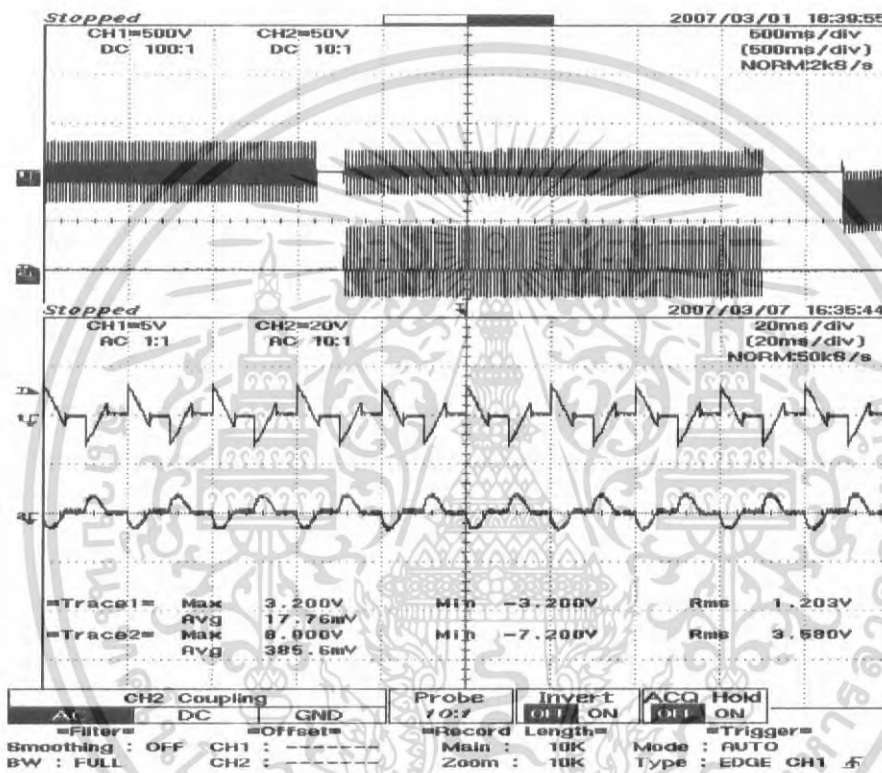 Stopped 2007/03/01 18:39:55
CH1=500V CH2=50V 500ms/div
DC 100:1 DC 10:1 (500ms/div)
NORM:2kS/s
Stopped 2007/03/07 16:35:44
CH1=5V CH2=20V 20ms/div
AC 1:1 AC 10:1 (20ms/div)
NORM:50kS/s
=Trace1= Max 3.200V Min -3.200V Rms 1.203V
Avg 17.76mV
=Trace2= Max 8.000V Min -7.200V Rms 3.580V
Avg 385.6mV
CH2 Coupling Probe Invert ACQ Hold
AC DC GND 10:1 OFF ON OFF ON
=Filter= =Offset= =Record Length= =Trigger=
Smoothing : OFF CH1 : ------- Main : 10K Mode : AUTO
BW : FULL CH2 : ------- Zoom : 10K Type : EDGE CH1